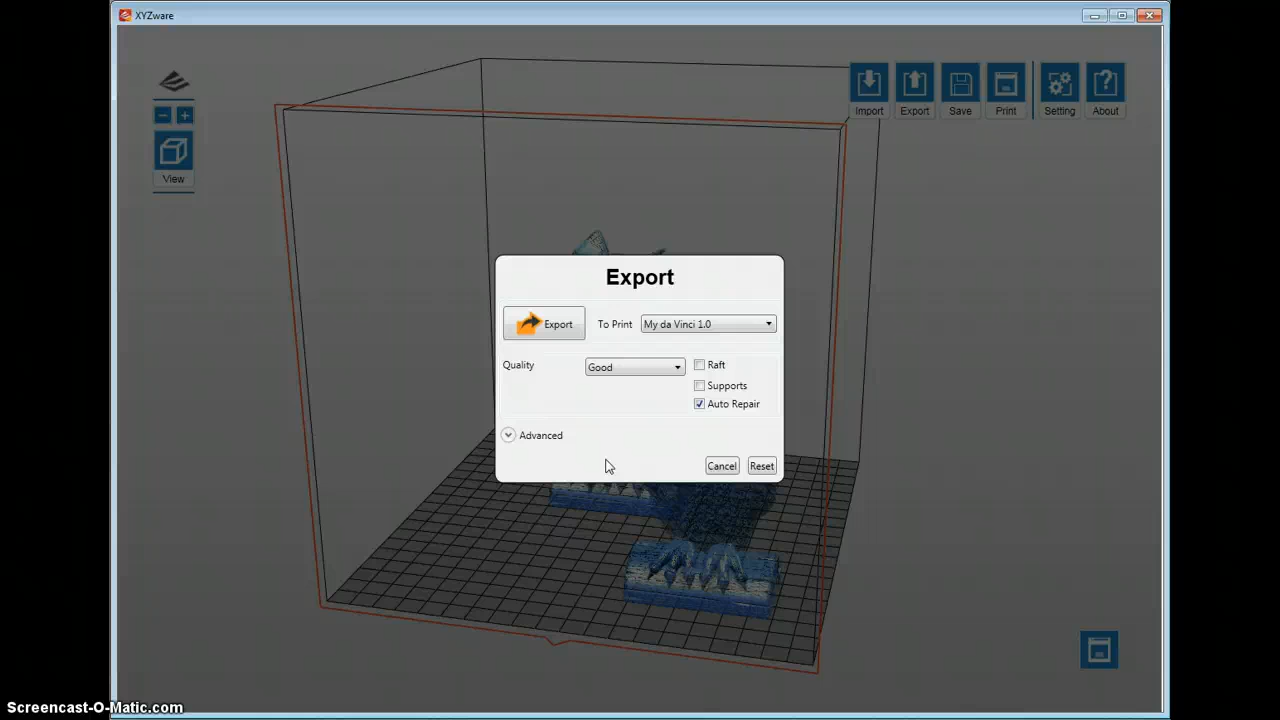 XYZware
Import
Export
Save
Print
Setting
About
View
Export
Export
To Print
My da Vinci 1.0
Quality
Good
Raft
Supports
Auto Repair
Advanced
Cancel
Reset
Screencast-O-Matic.com